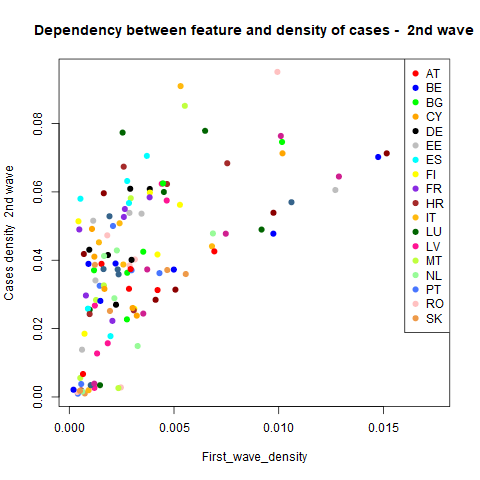 Dependency between feature and density of cases - 2nd wave
Cases density 2nd wave
0.00
0.02
0.04
0.06
0.08
0.000
0.005
0.010
0.015
First_wave_density
AT
BE
BG
CY
DE
EE
ES
FI
FR
HR
IT
LU
LV
MT
NL
PT
RO
SK